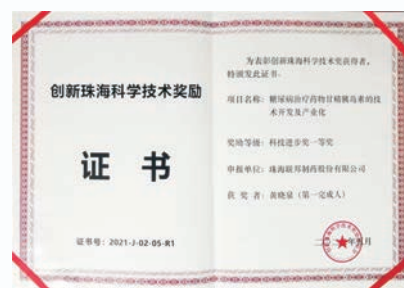 创新珠海科学技术奖励
证 书
证书号：2021-J-02-05-R1
为表彰创新珠海科学技术奖获得者，
特颁发此证书。
项目名称：糖尿病治疗药物甘精胰岛素的技
术开发及产业化
奖励等级：科技进步奖一等奖
申报单位：珠海联邦制药股份有限公司
获 奖 者：黄晓泉（第一完成人）